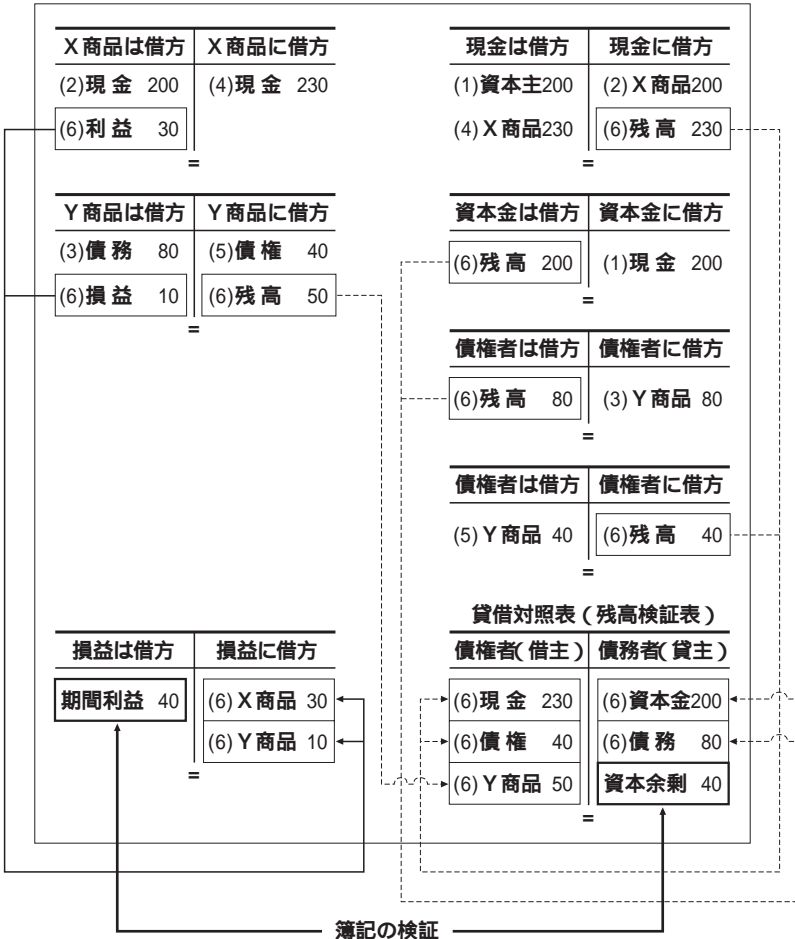 X商品は借方 X商品に借方
(2)現金 200 (4)現金 230
(6)利益 30
=
現金は借方 現金に借方
(1)資本主200 (2)X商品200
(4)X商品230 (6)残高 230
=
Y商品は借方 Y商品に借方
(3)債務 80 (5)債権 40
(6)損益 10 (6)残高 50
=
資本金は借方 資本金に借方
(6)残高 200 (1)現金 200
=
債権者は借方 債権者に借方
(6)残高 80 (3)Y商品 80
=
債権者は借方 債権者に借方
(5)Y商品 40 (6)残高 40
=
損益は借方 損益に借方
期間利益 40 (6)X商品 30
(6)Y商品 10
=
貸借対照表(残高検証表)
債権者(借主) 債務者(貸主)
(6)現金 230 (6)資本金200
(6)債権 40 (6)債務 80
(6)Y商品 50 資本余剰 40
=
簿記の検証